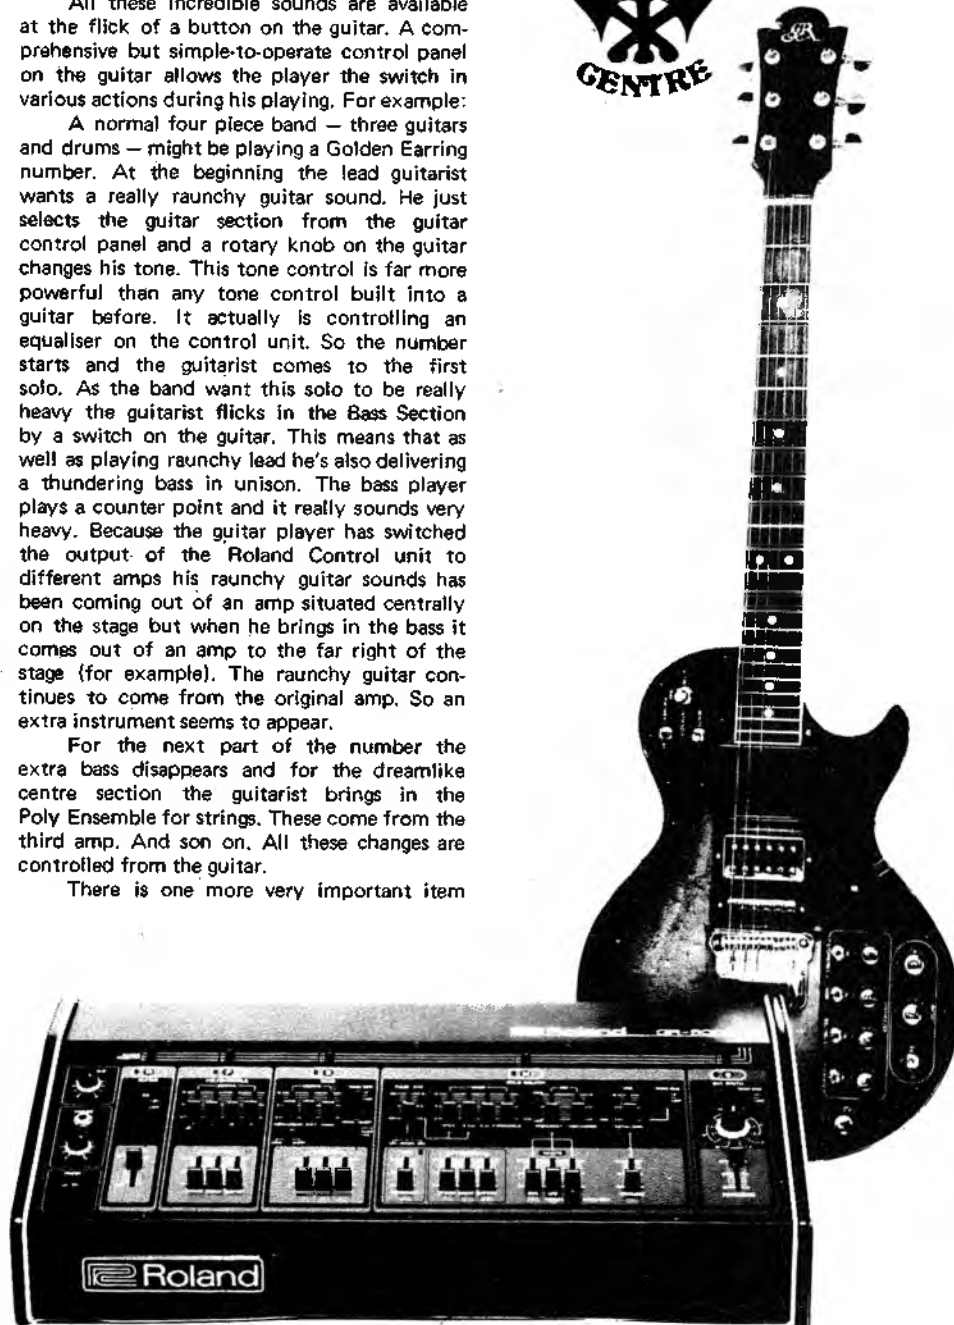 All these incredible sounds are available
at the flick of a button on the guitar. A com-
prehensive but simple-to-operate control panel
on the guitar allows the player the switch in
various actions during his playing. For example:
A normal four piece band — three guitars
and drums — might be playing a Golden Earring
number. At the beginning the lead guitarist
wants a really raunchy guitar sound. He just
selects the guitar section from the guitar
control panel and a rotary knob on the guitar
changes his tone. This tone control is far more
powerful than any tone control built into a
guitar before. It actually is controlling an
equaliser on the control unit. So the number
starts and the guitarist comes to the first
solo. As the band want this solo to be really
heavy the guitarist flicks in the Bass Section
by a switch on the guitar. This means that as
well as playing raunchy lead he's also delivering
a thundering bass in unison. The bass player
plays a counter point and it really sounds very
heavy. Because the guitar player has switched
the output of the Roland Control unit to
different amps his raunchy guitar sounds has
been coming out of an amp situated centrally
on the stage but when he brings in the bass it
comes out of an amp to the far right of the
stage (for example). The raunchy guitar con-
tinues to come from the original amp. So an
extra instrument seems to appear.
For the next part of the number the
extra bass disappears and for the dreamlike
centre section the guitarist brings in the
Poly Ensemble for strings. These come from the
third amp. And son on. All these changes are
controlled from the guitar.
There is one more very important item
CENTRE
GR
Roland
Roland